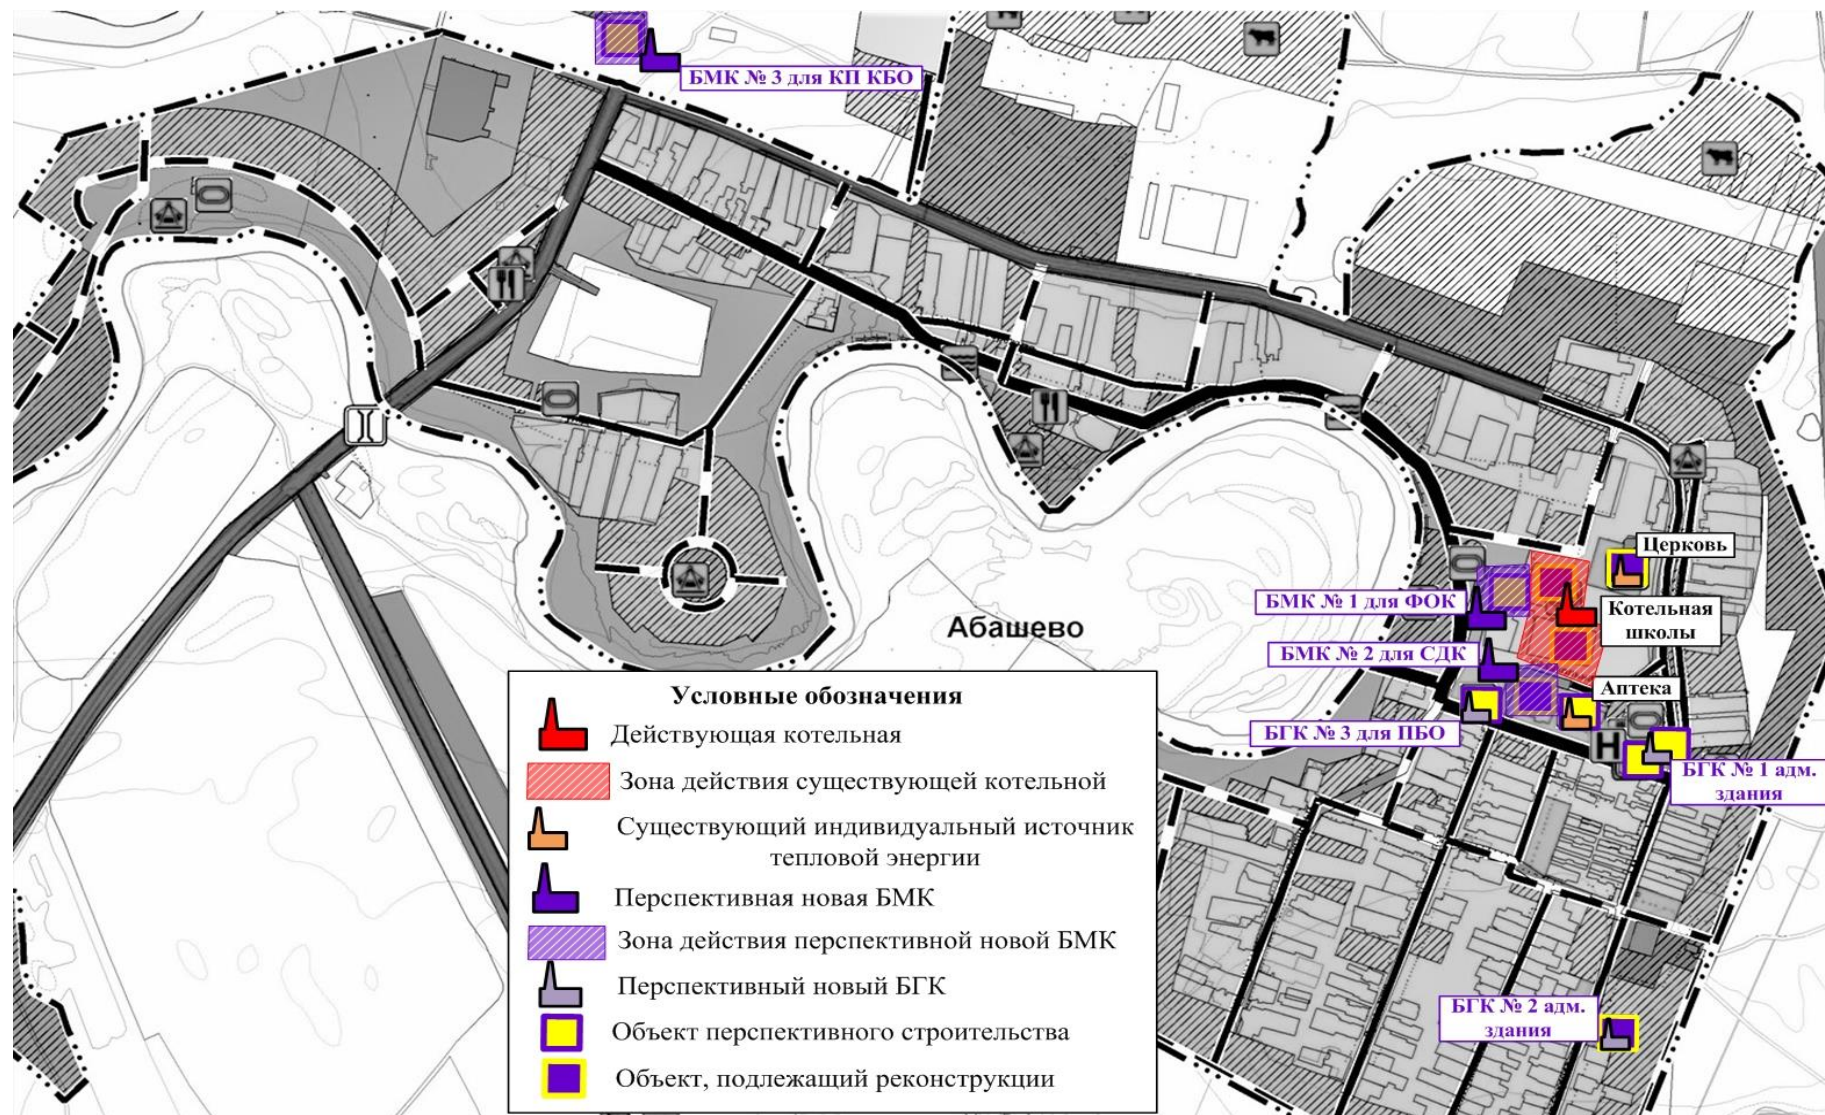 БМК № 3 для КП КБО
Церковь
БМК № 1 для ФОК
Котельная
школы
Абашево
БМК № 2 для СДК
Аптека
БГК № 3 для ПБО
H
БГК № 1 адм.
здания
БГК № 2 адм.
здания
Условные обозначения
Действующая котельная
Зона действия существующей котельной
Существующий индивидуальный источник
тепловой энергии
Перспективная новая БМК
Зона действия перспективной новой БМК
Перспективный новый БГК
Объект перспективного строительства
Объект, подлежащий реконструкции